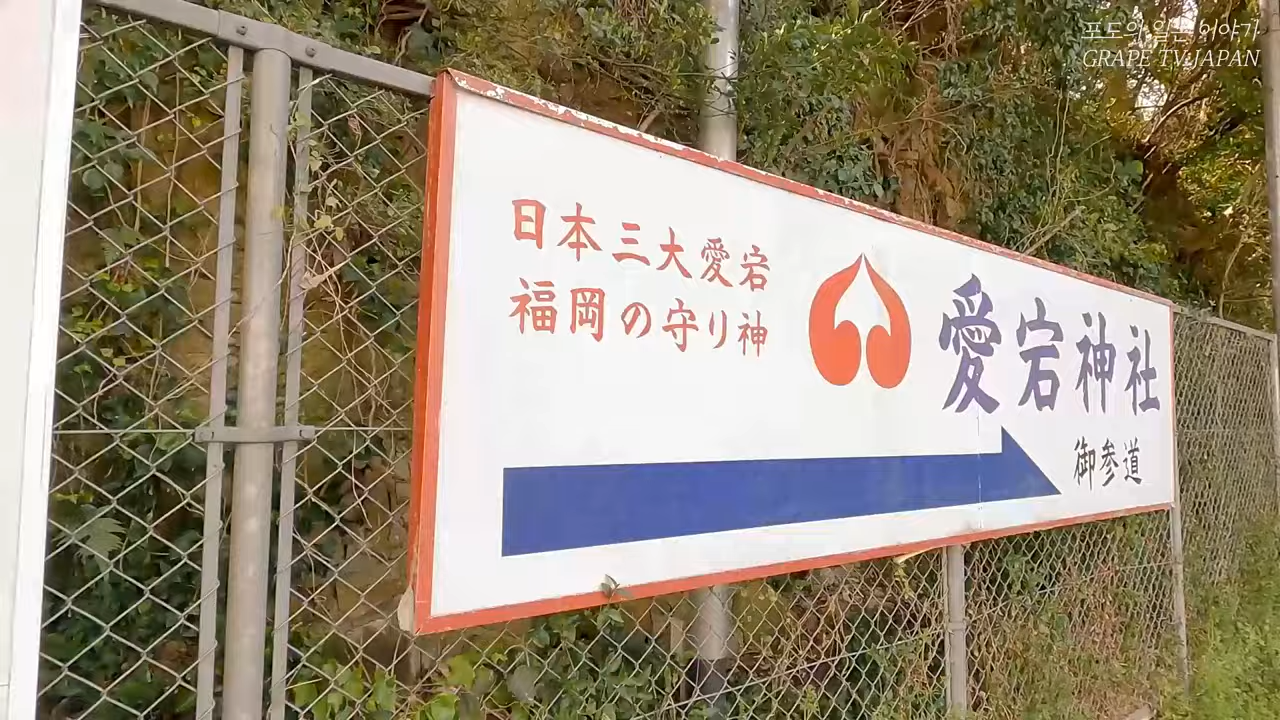 포도의 일본 이야기
GRAPE TV.JAPAN
日本三大愛宕
福岡の守り神
愛宕神社
御参道